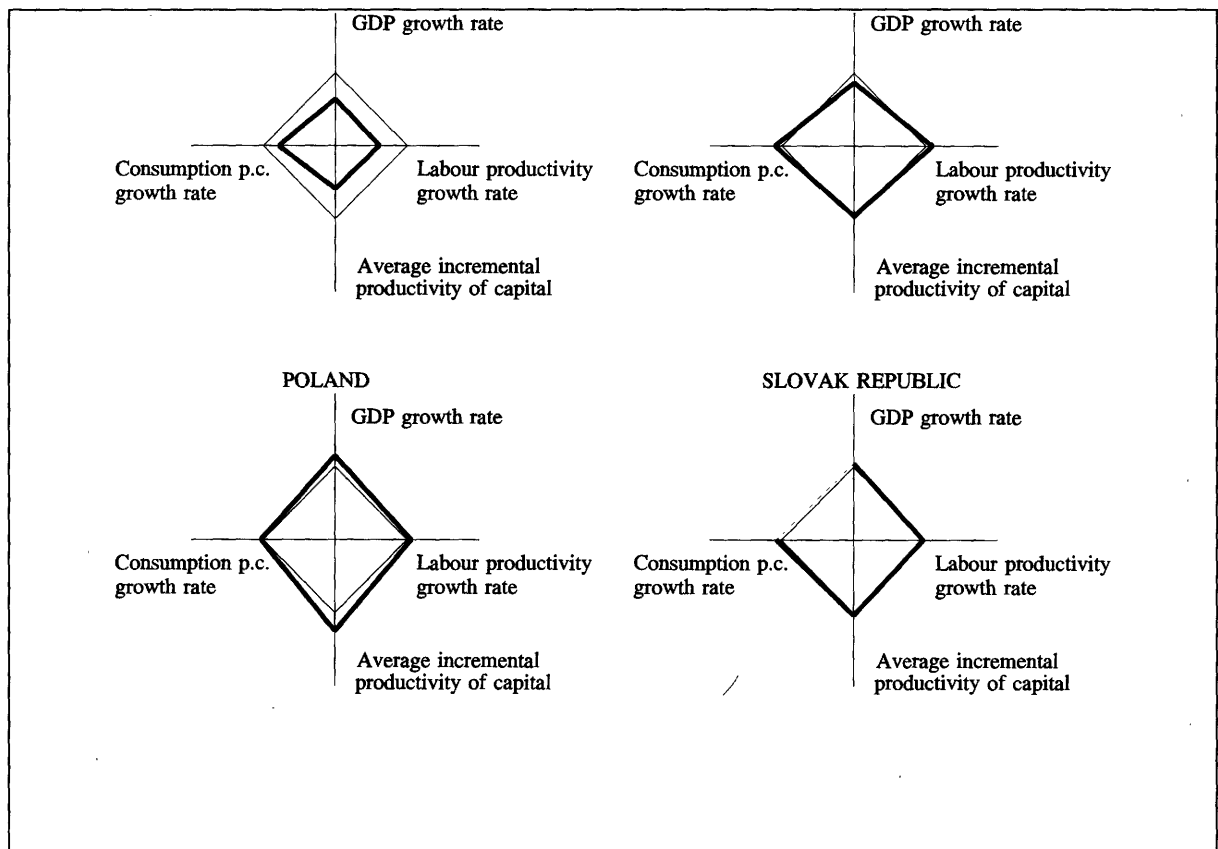 GDP growth rate
Consumption p.c.
growth rate
Labour productivity
growth rate
Average incremental
productivity of capital
GDP growth rate
Consumption p.c.
growth rate
Labour productivity
growth rate
Average incremental
productivity of capital
POLAND
GDP growth rate
Consumption p.c.
growth rate
Labour productivity
growth rate
Average incremental
productivity of capital
SLOVAK REPUBLIC
GDP growth rate
Consumption p.c.
growth rate
Labour productivity
growth rate
Average incremental
productivity of capital